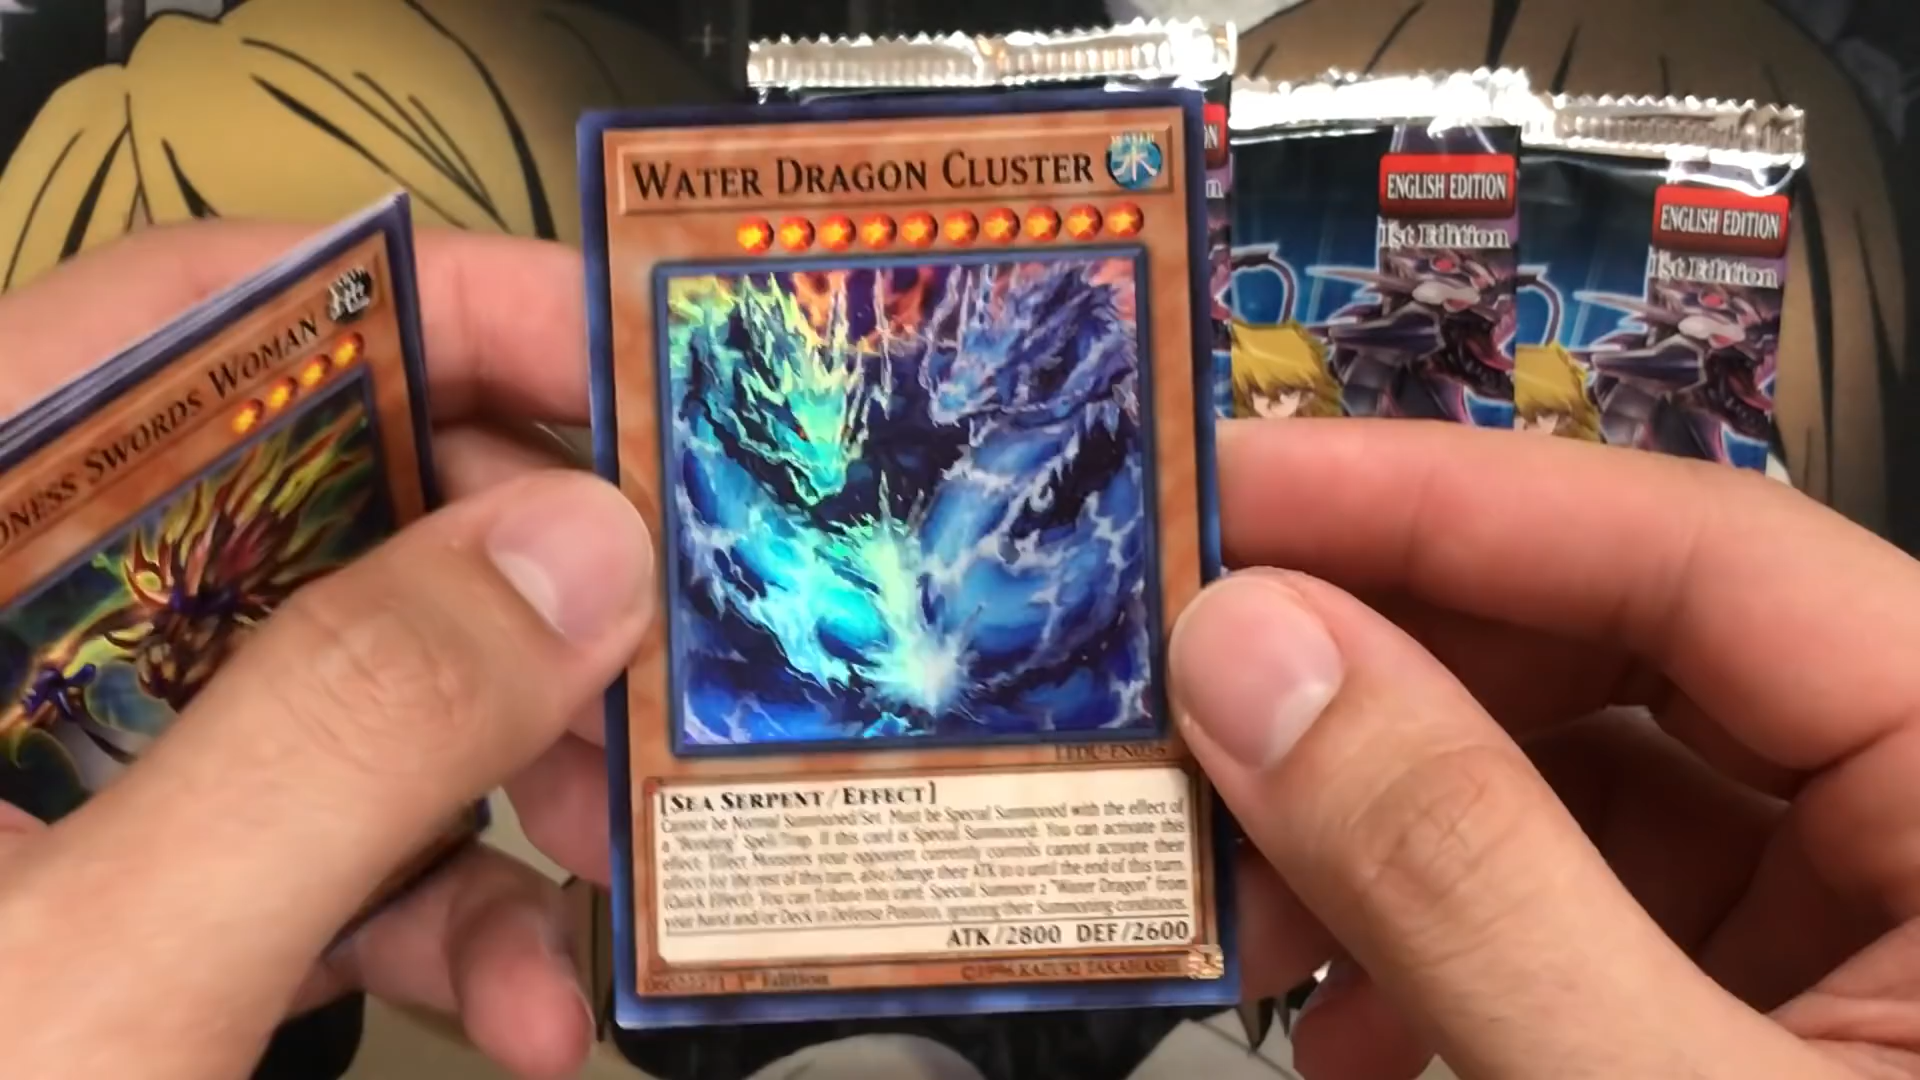 WATER DRAGON CLUSTER
LEDU-EN036
[SEA SERPENT/EFFECT]
Cannot be Normal Summoned/Set. Must be Special Summoned with the effect of
a "Bonding" Spell/Trap. If this card is Special Summoned: You can activate this
effect; Effect Monsters your opponent currently controls cannot activate their
effects for the rest of this turn, also change their ATK to 0 until the end of this turn.
(Quick Effect): You can Tribute this card; Special Summon 2 "Water Dragon" from
your hand and/or Deck in Defense Position, ignoring their Summoning conditions.
ATK/2800 DEF/2600
1st Edition
©1996 KAZUKI TAKAHASHI
DNESS SWORDS WOMAN
ENGLISH EDITION
1st Edition
ENGLISH EDITION
1st Edition